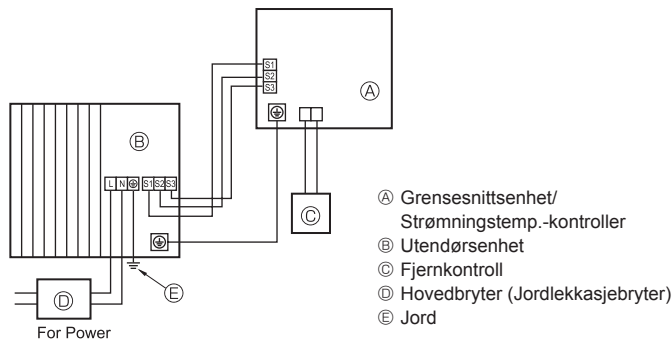 S1
S2
S3
Ⓐ
Ⓑ
L N S1 S2 S3
Ⓒ
Ⓓ
Ⓔ
For Power
Ⓐ Grensesnittsenhet/
Strømningstemp.-kontroller
Ⓑ Utendørsenhet
Ⓒ Fjernkontroll
Ⓓ Hovedbryter (Jordlekkasjebryter)
Ⓔ Jord